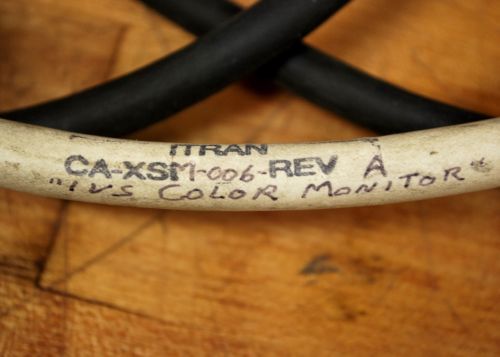 ITRAN
CA-XSM-006-REV A
"IVS COLOR MONITOR"